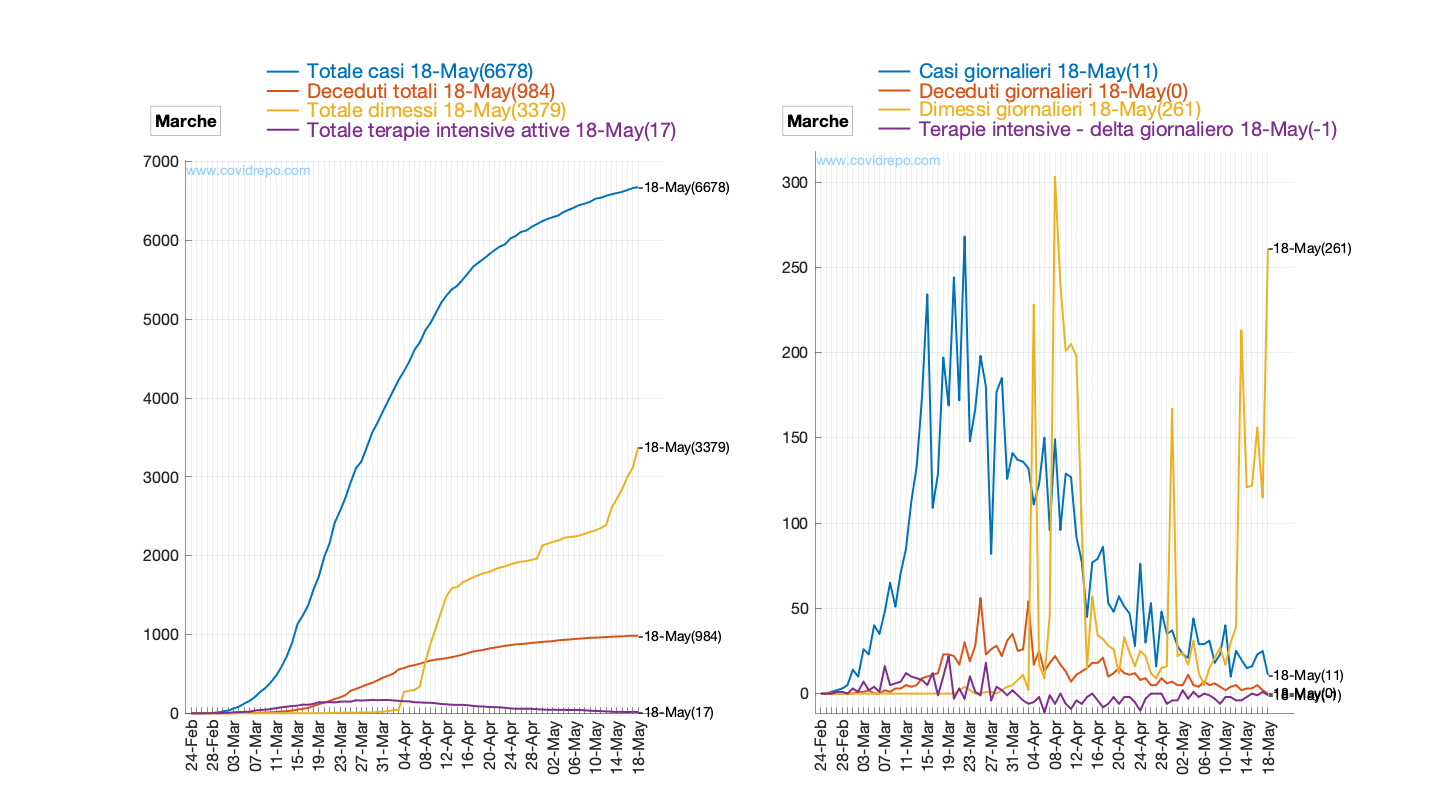 Totale casi 18-May(6678)
Deceduti totali 18-May(984)
Totale dimessi 18-May(3379)
Totale terapie intensive attive 18-May(17)
Marche
www.covidrepo.com
7000
6000
5000
4000
3000
2000
1000
0
18-May(6678)
18-May(3379)
18-May(984)
18-May(17)
24-Feb
28-Feb
03-Mar
07-Mar
11-Mar
15-Mar
19-Mar
23-Mar
27-Mar
31-Mar
04-Apr
08-Apr
12-Apr
16-Apr
20-Apr
24-Apr
28-Apr
02-May
06-May
10-May
14-May
18-May
Casi giornalieri 18-May(11)
Deceduti giornalieri 18-May(0)
Dimessi giornalieri 18-May(261)
Terapie intensive - delta giornaliero 18-May(-1)
Marche
www.covidrepo.com
300
250
200
150
100
50
0
18-May(261)
18-May(11)
18-May(0)
18-May(-1)
24-Feb
28-Feb
03-Mar
07-Mar
11-Mar
15-Mar
19-Mar
23-Mar
27-Mar
31-Mar
04-Apr
08-Apr
12-Apr
16-Apr
20-Apr
24-Apr
28-Apr
02-May
06-May
10-May
14-May
18-May